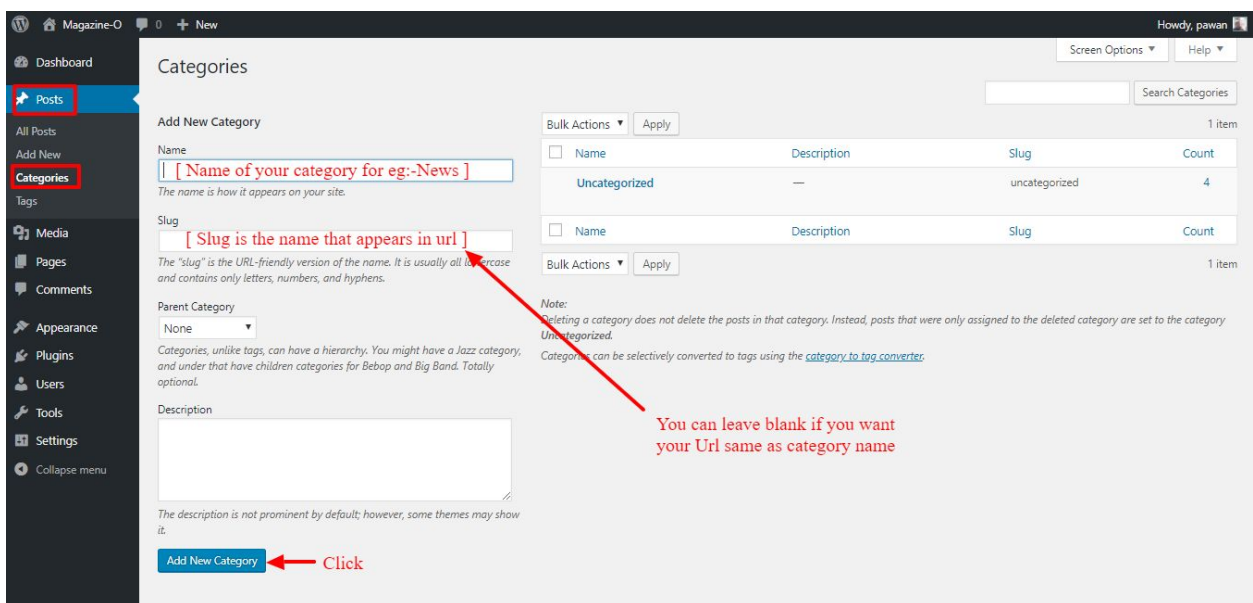 Magazine-O
0
New
Howdy, pawan
Dashboard
Posts
All Posts
Add New
Categories
Tags
Media
Pages
Comments
Appearance
Plugins
Users
Tools
Settings
Collapse menu
Screen Options ▼
Help ▼
Categories
Search Categories
Add New Category
Name
[ Name of your category for eg:-News ]
The name is how it appears on your site.
Slug
[ Slug is the name that appears in url ]
The "slug" is the URL-friendly version of the name. It is usually all lowercase
and contains only letters, numbers, and hyphens.
Parent Category
None ▼
Categories, unlike tags, can have a hierarchy. You might have a Jazz category,
and under that have children categories for Bebop and Big Band. Totally
optional.
Description
The description is not prominent by default; however, some themes may show
it.
Add New Category
Click
Bulk Actions ▼ Apply
1 item
Name Description Slug Count
Uncategorized — uncategorized 4
Name Description Slug Count
Bulk Actions ▼ Apply
1 item
Note:
Deleting a category does not delete the posts in that category. Instead, posts that were only assigned to the deleted category are set to the category
Uncategorized.
Categories can be selectively converted to tags using the category to tag converter.
You can leave blank if you want
your Url same as category name